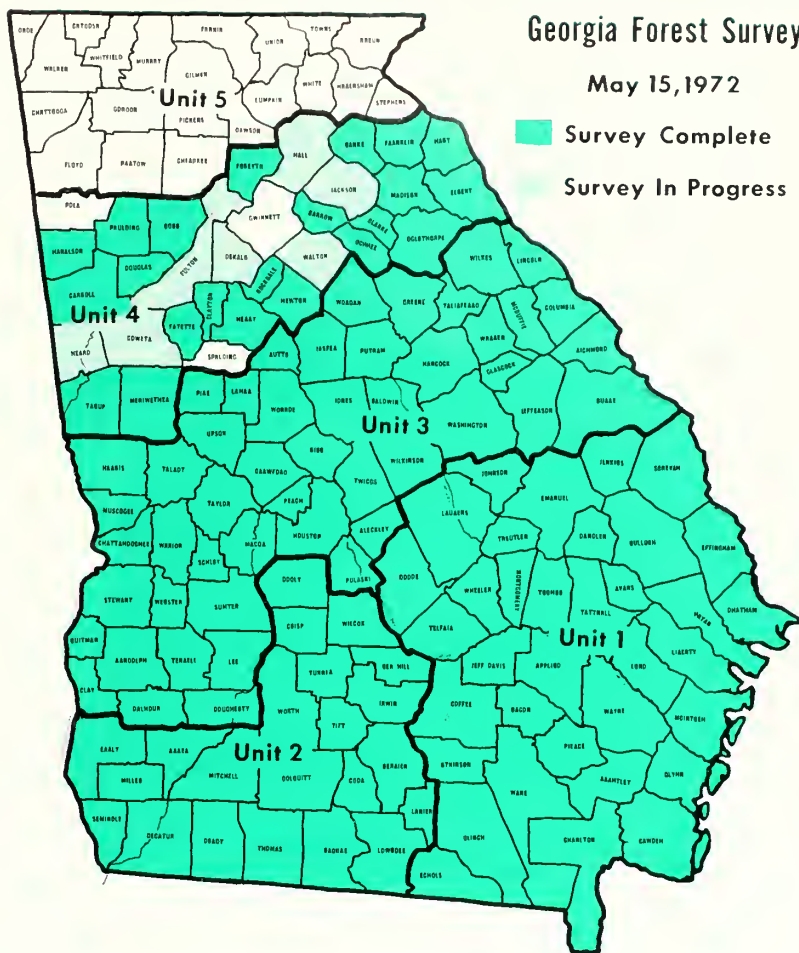 Georgia Forest Survey
May 15, 1972
Survey Complete
Survey In Progress
Unit 5
Unit 4
Unit 3
Unit 1
Unit 2
WHITFIELD
MURRAY
UNION
TOWNS
GILMER
WALKER
WHITE
LUMPKIN
STEPHENS
GORDON
PICKENS
DAWSON
FLOYD
CHEROKEE
FORSYTH
HALL
BANKS
FRANKLIN
HART
JACKSON
MADISON
ELBERT
POLK
PAULDING
COBB
GWINNETT
BARROW
CLARKE
OCONEE
OGLETHORPE
HARALSON
DOUGLAS
FULTON
DEKALB
WALTON
ROCKDALE
NEWTON
WILKES
LINCOLN
CARROLL
FAYETTE
CLAYTON
HENRY
MORGAN
GREENE
TALIAFERRO
MCDUFFIE
COLUMBIA
HEARD
COWETA
SPALDING
BUTTS
JASPER
PUTNAM
HANCOCK
WARREN
GLASCOCK
RICHMOND
TROUP
MERIWETHER
PIKE
LAMAR
MONROE
JONES
BALDWIN
WASHINGTON
JEFFERSON
BURKE
UPSON
BIBB
WILKINSON
HARRIS
TALBOT
CRAWFORD
TWIGGS
JOHNSON
JENKINS
SCREVEN
EMANUEL
MUSCOGEE
TAYLOR
PEACH
LAURENS
CHATTAHOOCHEE
MARION
MACON
HOUSTON
BLECKLEY
TREUTLEN
CANDLER
BULLOCH
EFFINGHAM
SCHLEY
PULASKI
DODGE
DOOLY
WHEELER
MONTGOMERY
TOOMBS
TATTNALL
EVANS
BRYAN
CHATHAM
STEWART
WEBSTER
SUMTER
CRISP
WILCOX
TELFAIR
QUITMAN
RANDOLPH
TERRELL
LEE
TURNER
BEN HILL
JEFF DAVIS
APPLING
LONG
LIBERTY
CLAY
CALHOUN
DOUGHERTY
WORTH
TIFT
IRWIN
COFFEE
BACON
WAYNE
MCINTOSH
EARLY
BAKER
MITCHELL
COLQUITT
COOK
BERRIEN
ATKINSON
PIERCE
BRANTLEY
GLYNN
MILLER
LANIER
WARE
SEMINOLE
DECATUR
GRADY
THOMAS
BROOKS
LOWNDES
CLINCH
ECHOLS
CHARLTON
CAMDEN